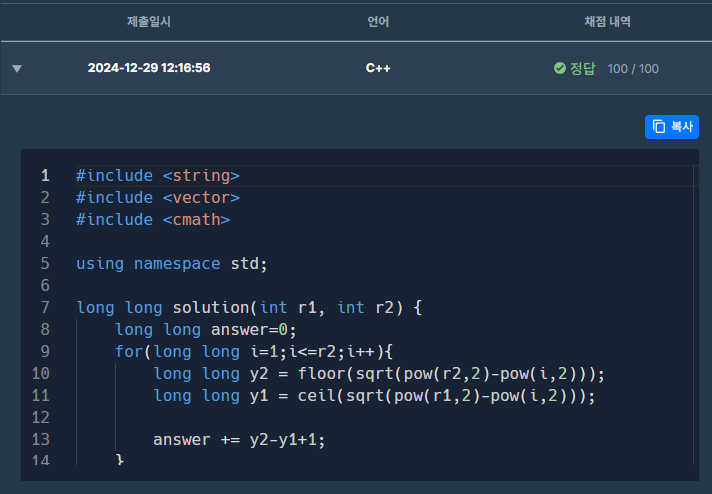 제출일시 언어 채점 내역
2024-12-29 12:16:56 C++ 정답 100 / 100
복사
1 #include <string>
2 #include <vector>
3 #include <cmath>
4
5 using namespace std;
6
7 long long solution(int r1, int r2) {
8 long long answer=0;
9 for(long long i=1;i<=r2;i++){
10 long long y2 = floor(sqrt(pow(r2,2)-pow(i,2)));
11 long long y1 = ceil(sqrt(pow(r1,2)-pow(i,2)));
12
13 answer += y2-y1+1;
14 }